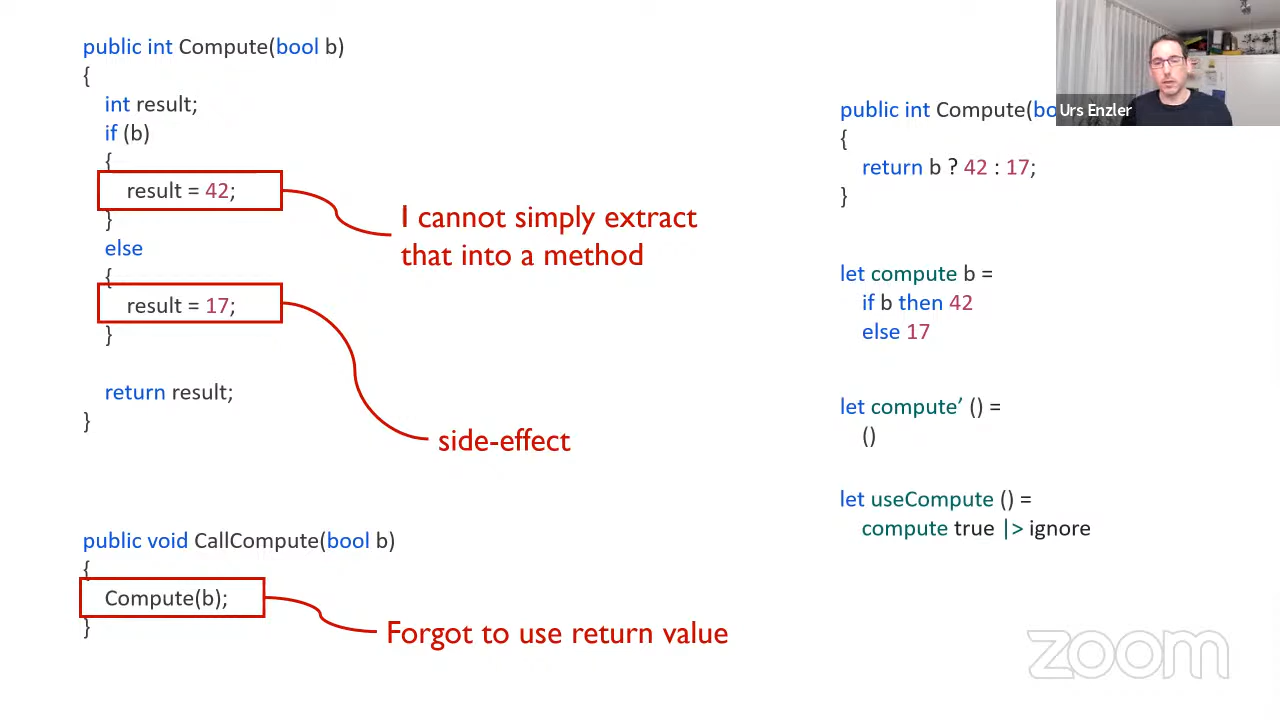 public int Compute(bool b)
{
int result;
if (b)
{
result = 42;
}
else
{
result = 17;
}
return result;
}
I cannot simply extract
that into a method
side-effect
public void CallCompute(bool b)
{
Compute(b);
}
Forgot to use return value
Urs Enzler
public int Compute(bo
{
return b ? 42 : 17;
}
let compute b =
if b then 42
else 17
let compute’ () =
()
let useCompute () =
compute true |> ignore
zoom